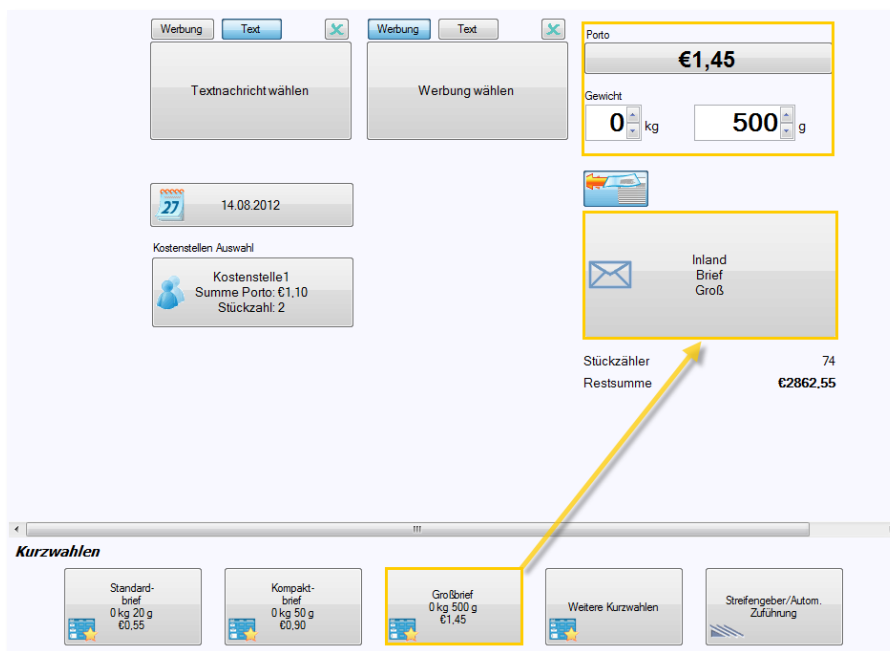 Werbung Text Werbung Text
Porto
€1,45
Textnachricht wählen
Werbung wählen
Gewicht
0 kg 500 g
27 14.08.2012
Kostenstellen Auswahl
Kostenstelle1
Summe Porto: €1,10
Stückzahl: 2
Inland
Brief
Groß
Stückzähler 74
Restsumme €2862,55
Kurzwahlen
Standard-
brief
0 kg 20 g
€0,55
Kompakt-
brief
0 kg 50 g
€0,90
Großbrief
0 kg 500 g
€1,45
Weitere Kurzwahlen
Streifengeber/Autom.
Zuführung